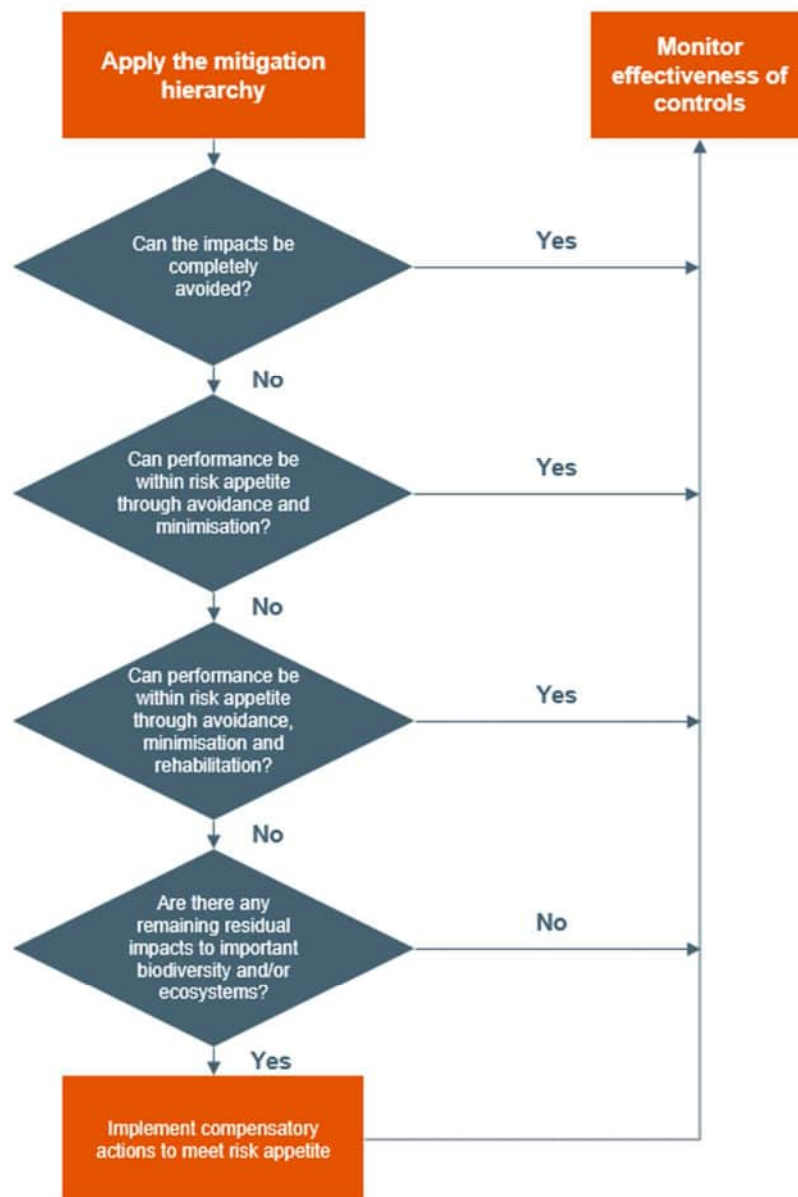 Apply the mitigation
hierarchy
Monitor
effectiveness of
controls
Can the impacts be
completely
avoided?
Yes
No
Can performance be
within risk appetite
through avoidance and
minimisation?
Yes
No
Can performance be
within risk appetite
through avoidance,
minimisation and
rehabilitation?
Yes
No
Are there any
remaining residual
impacts to important
biodiversity and/or
ecosystems?
No
Yes
Implement compensatory
actions to meet risk appetite